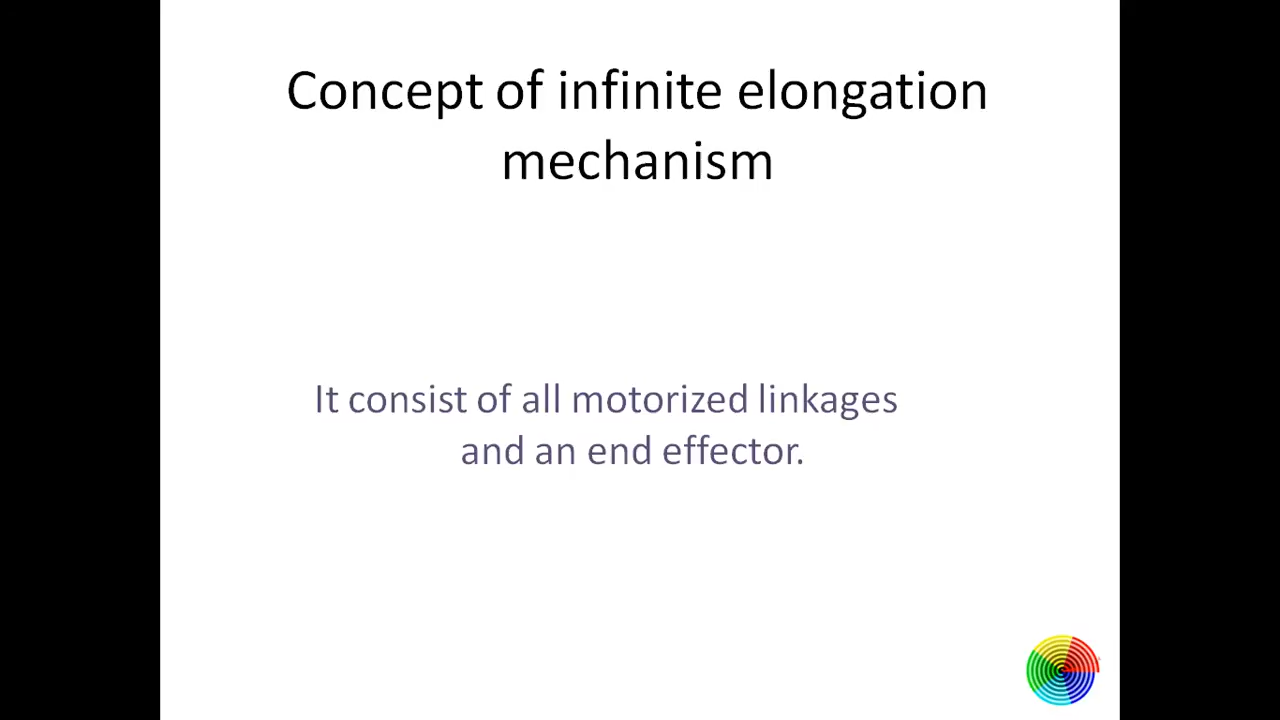 Concept of infinite elongation
mechanism
It consist of all motorized linkages
and an end effector.